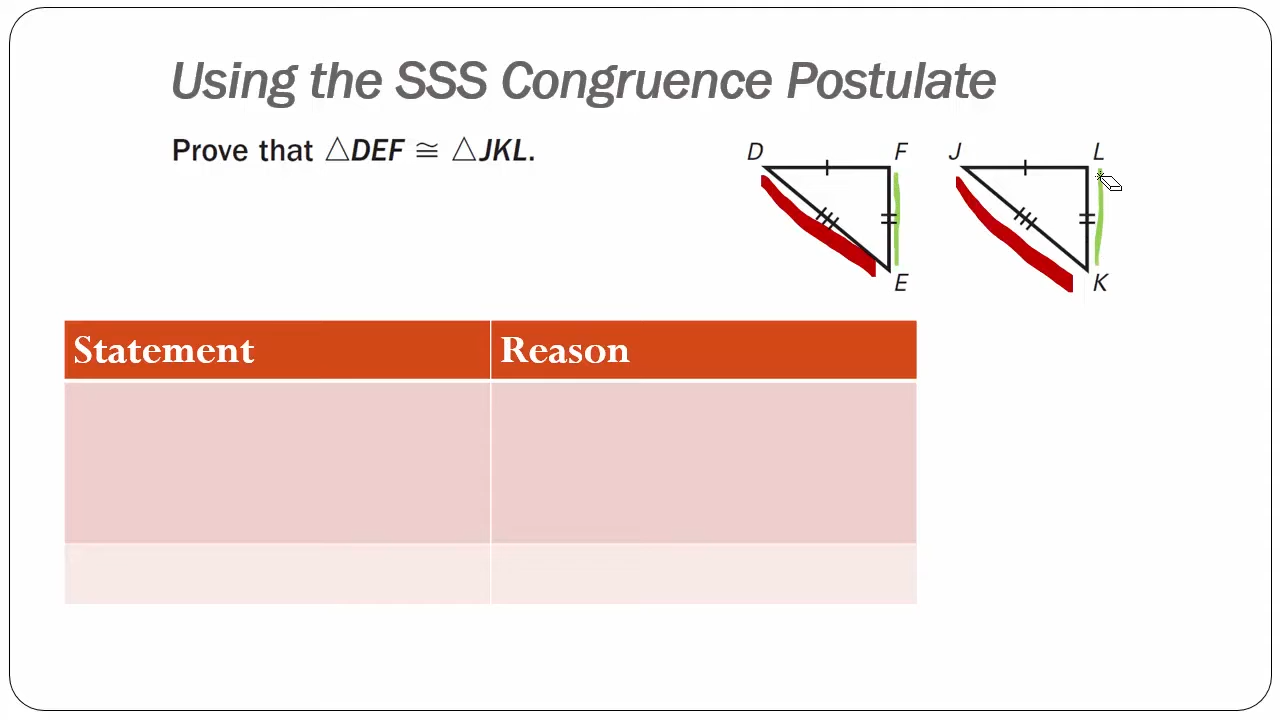 Using the SSS Congruence Postulate
Prove that △DEF ≅ △JKL.
D F J L
E K
Statement Reason